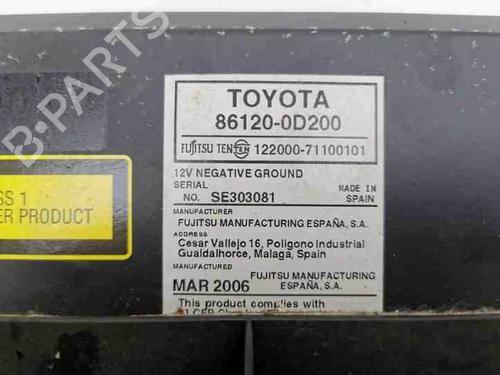 B-PARTS
TOYOTA
86120-0D200
FUJITSU TEN TEN 122000-71100101
12V NEGATIVE GROUND
SERIAL
NO. SE303081
MADE IN
SPAIN
MANUFACTURER
FUJITSU MANUFACTURING ESPAÑA, S.A.
ADDRESS
Cesar Vallejo 16, Poligono Industrial
Gualdalhorce, Malaga, Spain
MANUFACTURED
MAR 2006
FUJITSU MANUFACTURING
ESPAÑA, S.A.
This product complies with
SS 1
ER PRODUCT